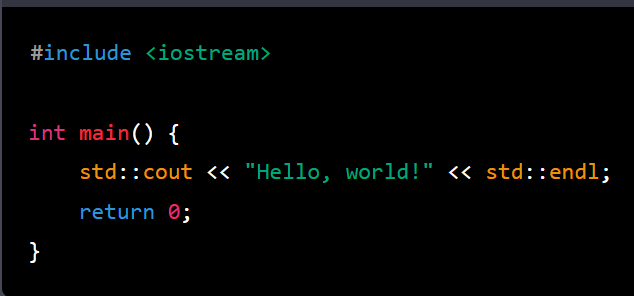 #include <iostream>
int main() {
    std::cout << "Hello, world!" << std::endl;
    return 0;
}